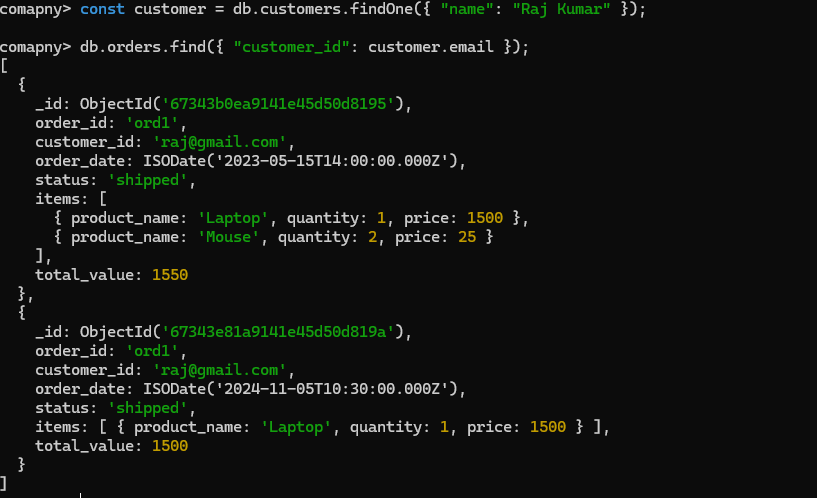 comapny> const customer = db.customers.findOne({ "name": "Raj Kumar" });
comapny> db.orders.find({ "customer_id": customer.email });
[
  {
    _id: ObjectId('67343b0ea9141e45d50d8195'),
    order_id: 'ord1',
    customer_id: 'raj@gmail.com',
    order_date: ISODate('2023-05-15T14:00:00.000Z'),
    status: 'shipped',
    items: [
      { product_name: 'Laptop', quantity: 1, price: 1500 },
      { product_name: 'Mouse', quantity: 2, price: 25 }
    ],
    total_value: 1550
  },
  {
    _id: ObjectId('67343e81a9141e45d50d819a'),
    order_id: 'ord1',
    customer_id: 'raj@gmail.com',
    order_date: ISODate('2024-11-05T10:30:00.000Z'),
    status: 'shipped',
    items: [ { product_name: 'Laptop', quantity: 1, price: 1500 } ],
    total_value: 1500
  }
]